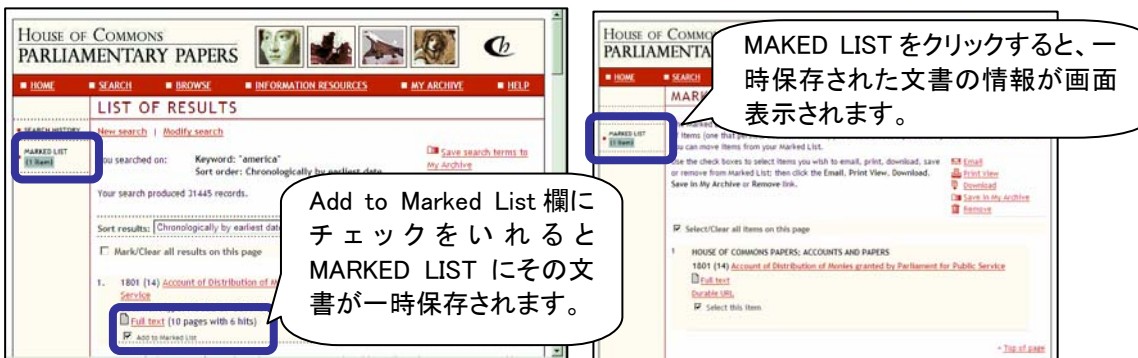 HOUSE OF COMMONS
PARLIAMENTARY PAPERS
HOME
SEARCH
BROWSE
INFORMATION RESOURCES
MY ARCHIVE
HELP
LIST OF RESULTS
SEARCH HISTORY
New search | Modify search
MARKED LIST
(1 item)
You searched on: Keyword: "america"
Sort order: Chronologically by earliest date
Save search terms to
My Archive
Your search produced 31445 records.
Sort results: Chronologically by earliest dat
Mark/Clear all results on this page
1. 1801 (14) Account of Distribution of M
Service
Full text (10 pages with 6 hits)
Add to Marked List
Add to Marked List 欄に
チェックをいれると
MARKED LIST にその文
書が一時保存されます。
HOUSE OF COMMO
PARLIAMENTA
HOME
SEARCH
MARK
MAKED LIST をクリックすると、一
時保存された文書の情報が画面
表示されます。
MARKED LIST
(1 item)
of items (one that
you can move items from your Marked List.
Use the check boxes to select items you wish to email, print, download, save
or remove from Marked List; then click the Email, Print View, Download,
Save in My Archive or Remove link.
Email
Print View
Download
Save in My Archive
Remove
Select/Clear all items on this page
1 HOUSE OF COMMONS PAPERS; ACCOUNTS AND PAPERS
1801 (14) Account of Distribution of Monies granted by Parliament for Public Service
Full text
Durable URL
Select this item
Top of page